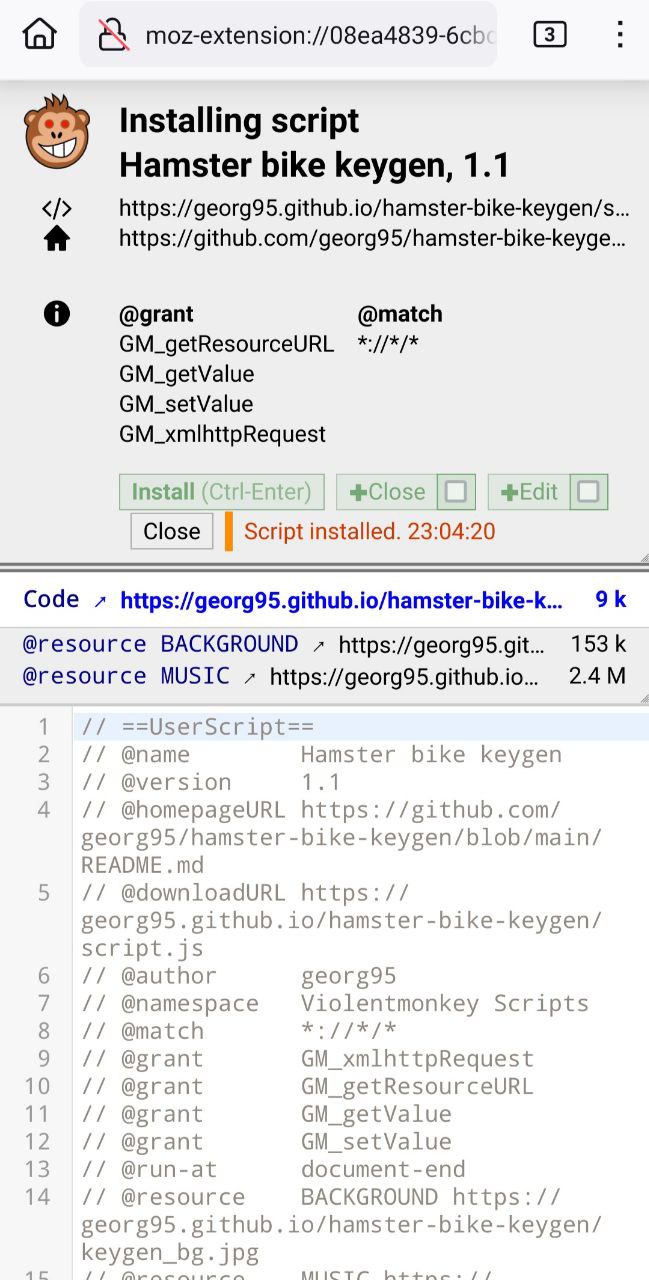 moz-extension://08ea4839-6cbc
3
Installing script
Hamster bike keygen, 1.1
</> https://georg95.github.io/hamster-bike-keygen/s...
https://github.com/georg95/hamster-bike-keyge...
@grant @match
GM_getResourceURL *://*/*
GM_getValue
GM_setValue
GM_xmlhttpRequest
Install (Ctrl-Enter) +Close +Edit
Close Script installed. 23:04:20
Code ↗ https://georg95.github.io/hamster-bike-k... 9 k
@resource BACKGROUND ↗ https://georg95.git... 153 k
@resource MUSIC ↗ https://georg95.github.io... 2.4 M
1 // ==UserScript==
2 // @name Hamster bike keygen
3 // @version 1.1
4 // @homepageURL https://github.com/
georg95/hamster-bike-keygen/blob/main/
README.md
5 // @downloadURL https://
georg95.github.io/hamster-bike-keygen/
script.js
6 // @author georg95
7 // @namespace Violentmonkey Scripts
8 // @match *://*/*
9 // @grant GM_xmlhttpRequest
10 // @grant GM_getResourceURL
11 // @grant GM_getValue
12 // @grant GM_setValue
13 // @run-at document-end
14 // @resource BACKGROUND https://
georg95.github.io/hamster-bike-keygen/
keygen_bg.jpg
15 // @resource MUSIC https://